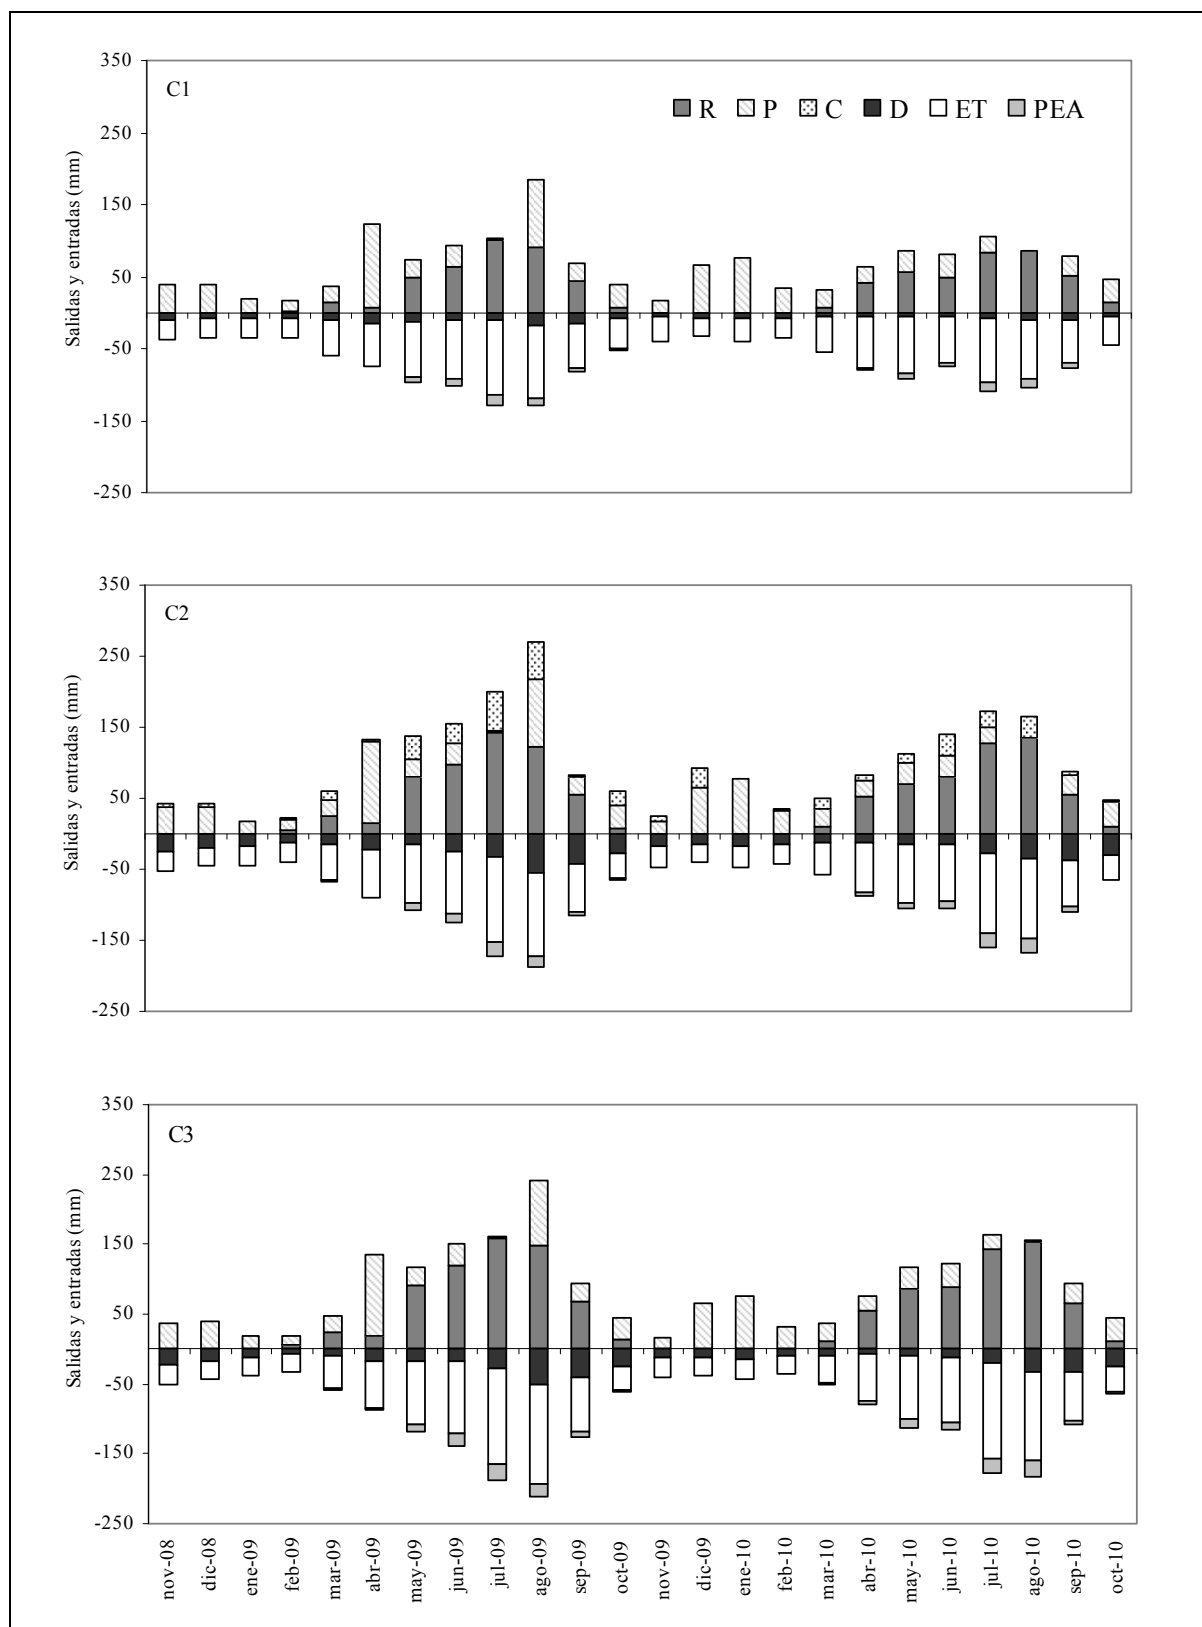 350
C1
R P C D ET PEA
250
150
50
-50
-150
-250
Salidas y entradas (mm)
350
C2
250
150
50
-50
-150
-250
Salidas y entradas (mm)
350
C3
250
150
50
-50
-150
-250
Salidas y entradas (mm)
nov-08
dic-08
ene-09
feb-09
mar-09
abr-09
may-09
jun-09
jul-09
ago-09
sep-09
oct-09
nov-09
dic-09
ene-10
feb-10
mar-10
abr-10
may-10
jun-10
jul-10
ago-10
sep-10
oct-10